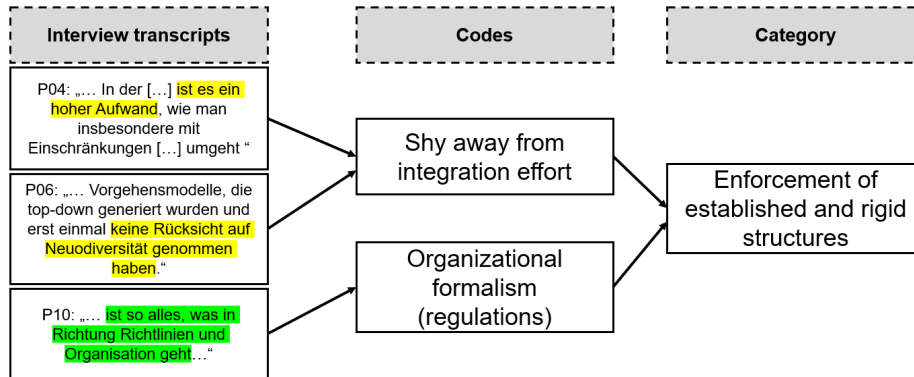 Interview transcripts
Codes
Category
P04: „… In der […] ist es ein
hoher Aufwand, wie man
insbesondere mit
Einschränkungen […] umgeht “
P06: „… Vorgehensmodelle, die
top-down generiert wurden und
erst einmal keine Rücksicht auf
Neuodiversität genommen
haben.“
P10: „… ist so alles, was in
Richtung Richtlinien und
Organisation geht…“
Shy away from
integration effort
Organizational
formalism
(regulations)
Enforcement of
established and rigid
structures